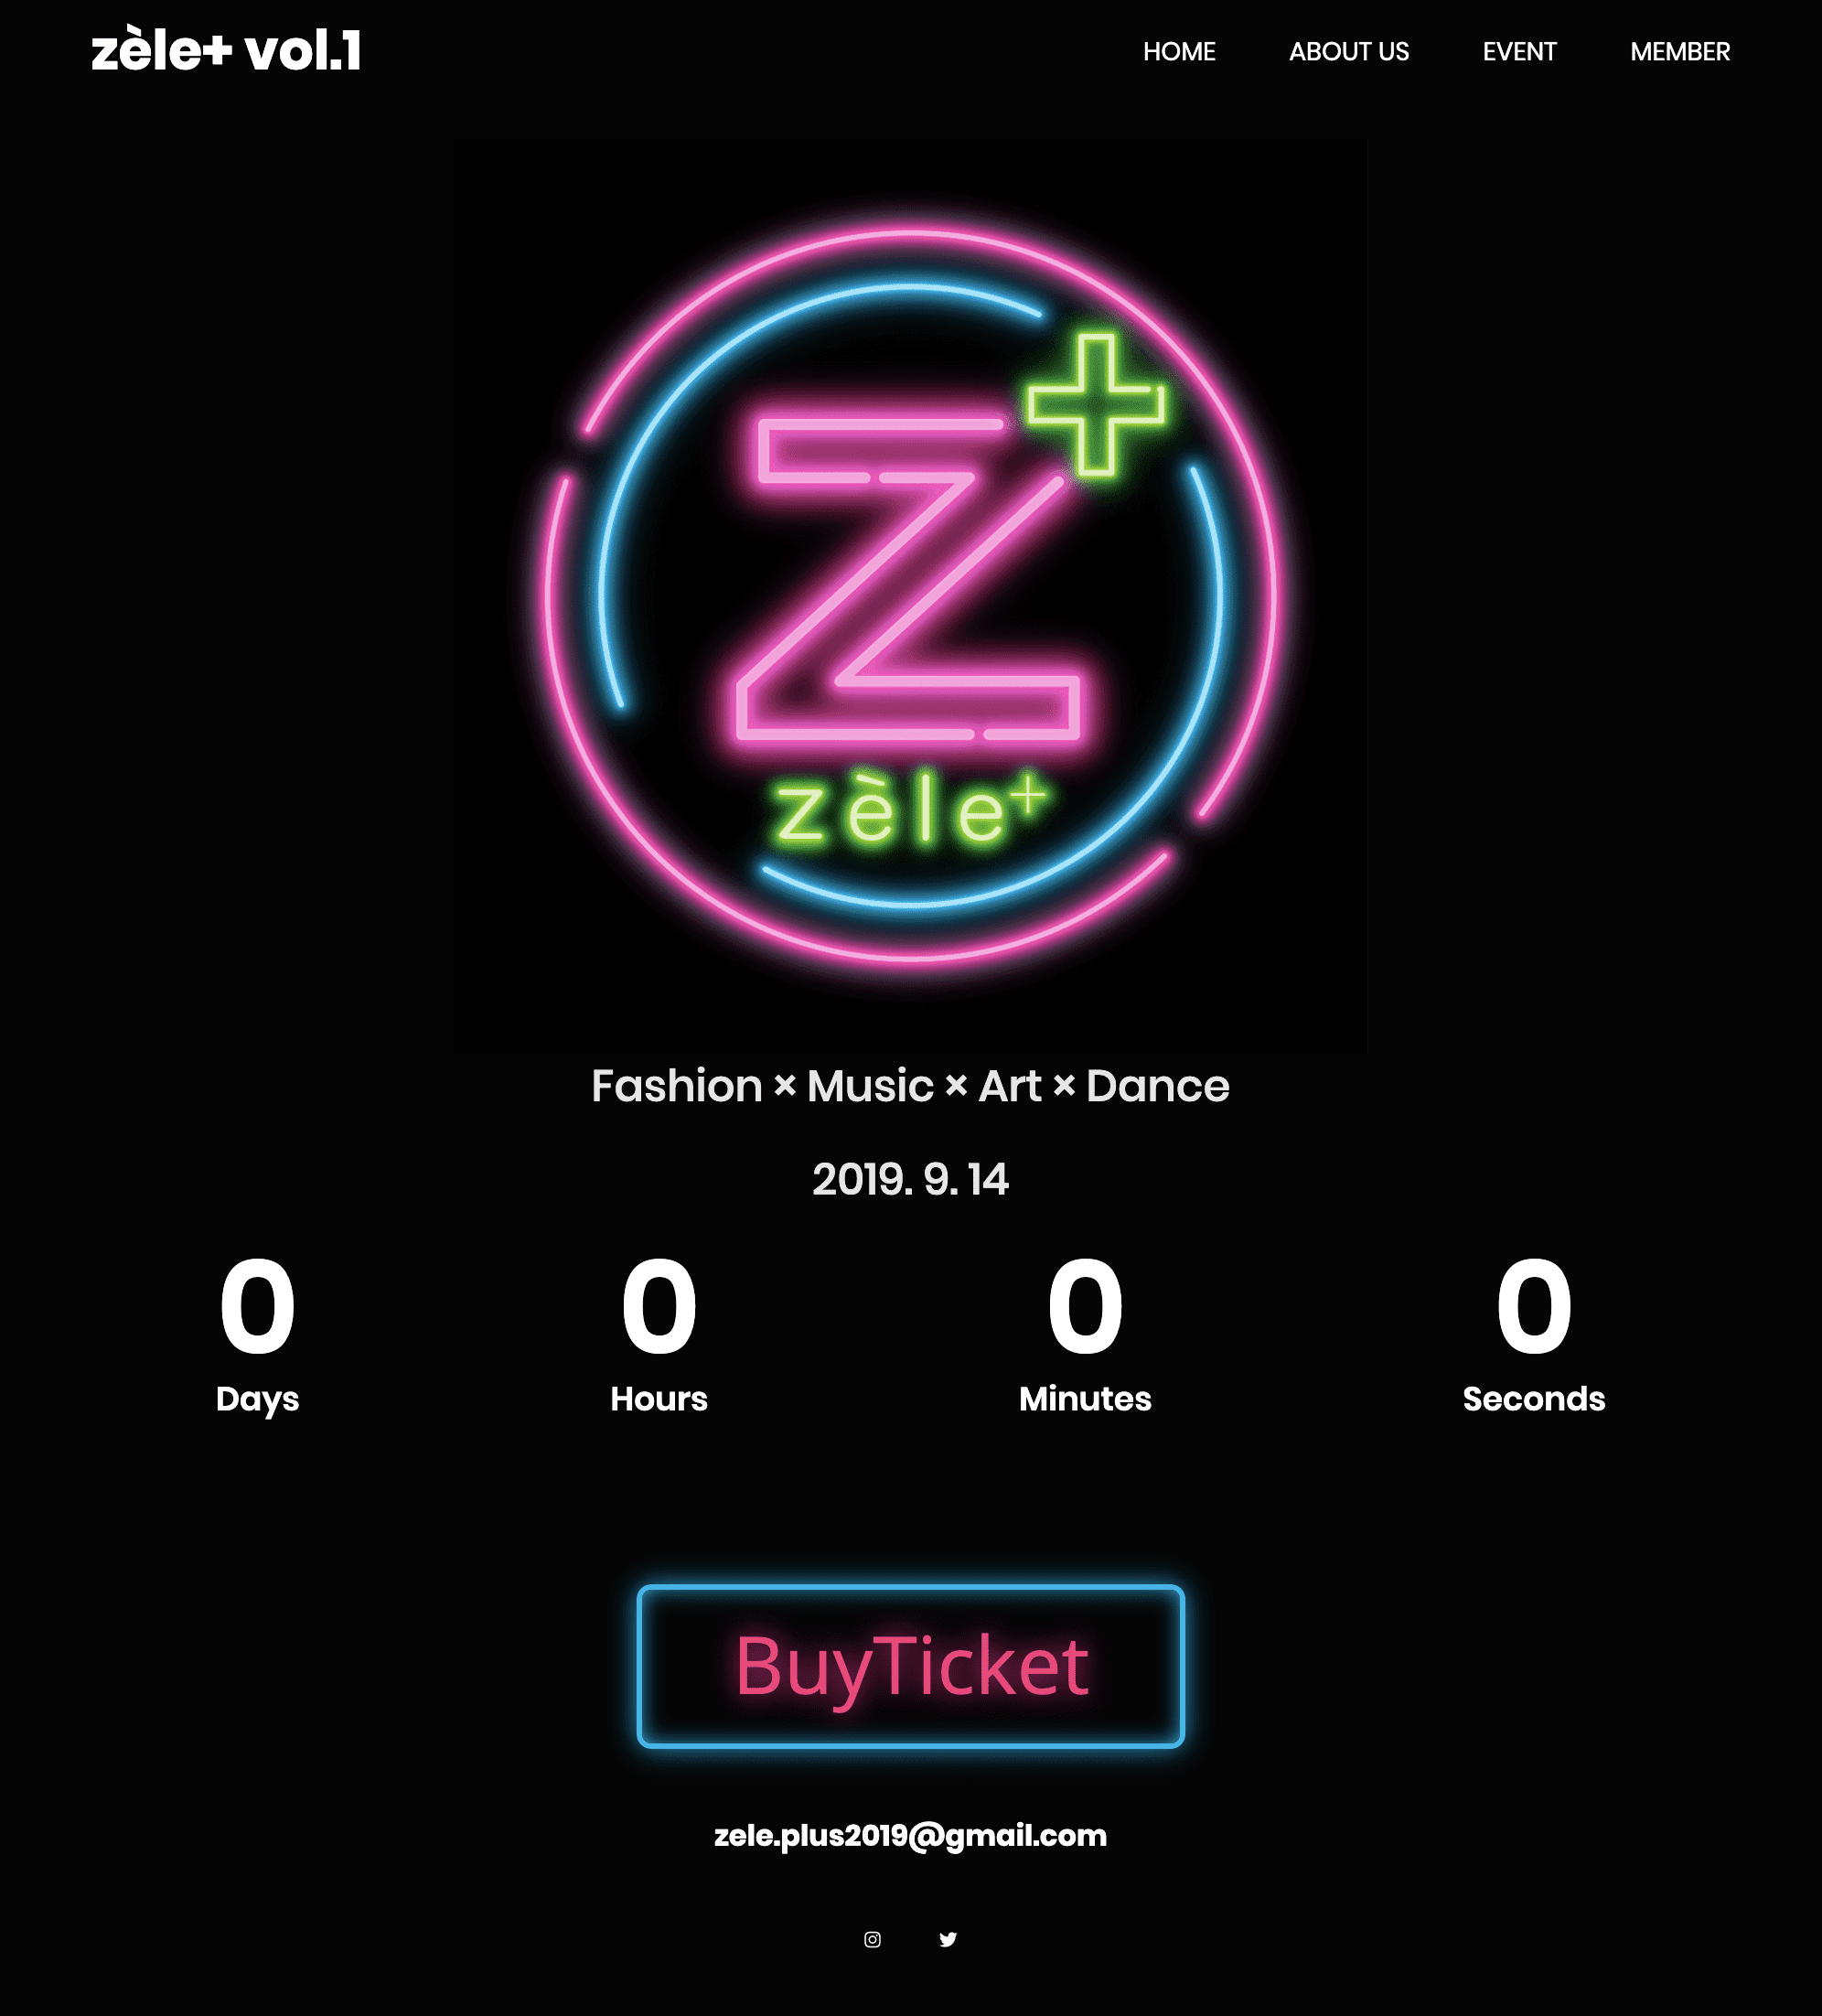 zèle+ vol.1
HOME ABOUT US EVENT MEMBER
Z+
zèle+
Fashion × Music × Art × Dance
2019. 9. 14
0 0 0 0
Days Hours Minutes Seconds
BuyTicket
zele.plus2019@gmail.com